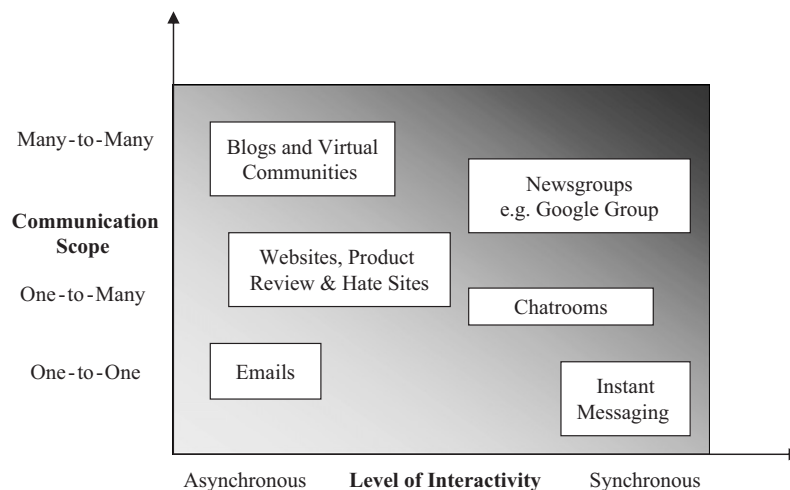 Many-to-Many
Blogs and Virtual
Communities
Newsgroups
e.g. Google Group
Communication
Scope
Websites, Product
Review & Hate Sites
One-to-Many
Chatrooms
One-to-One
Emails
Instant
Messaging
Asynchronous Level of Interactivity Synchronous